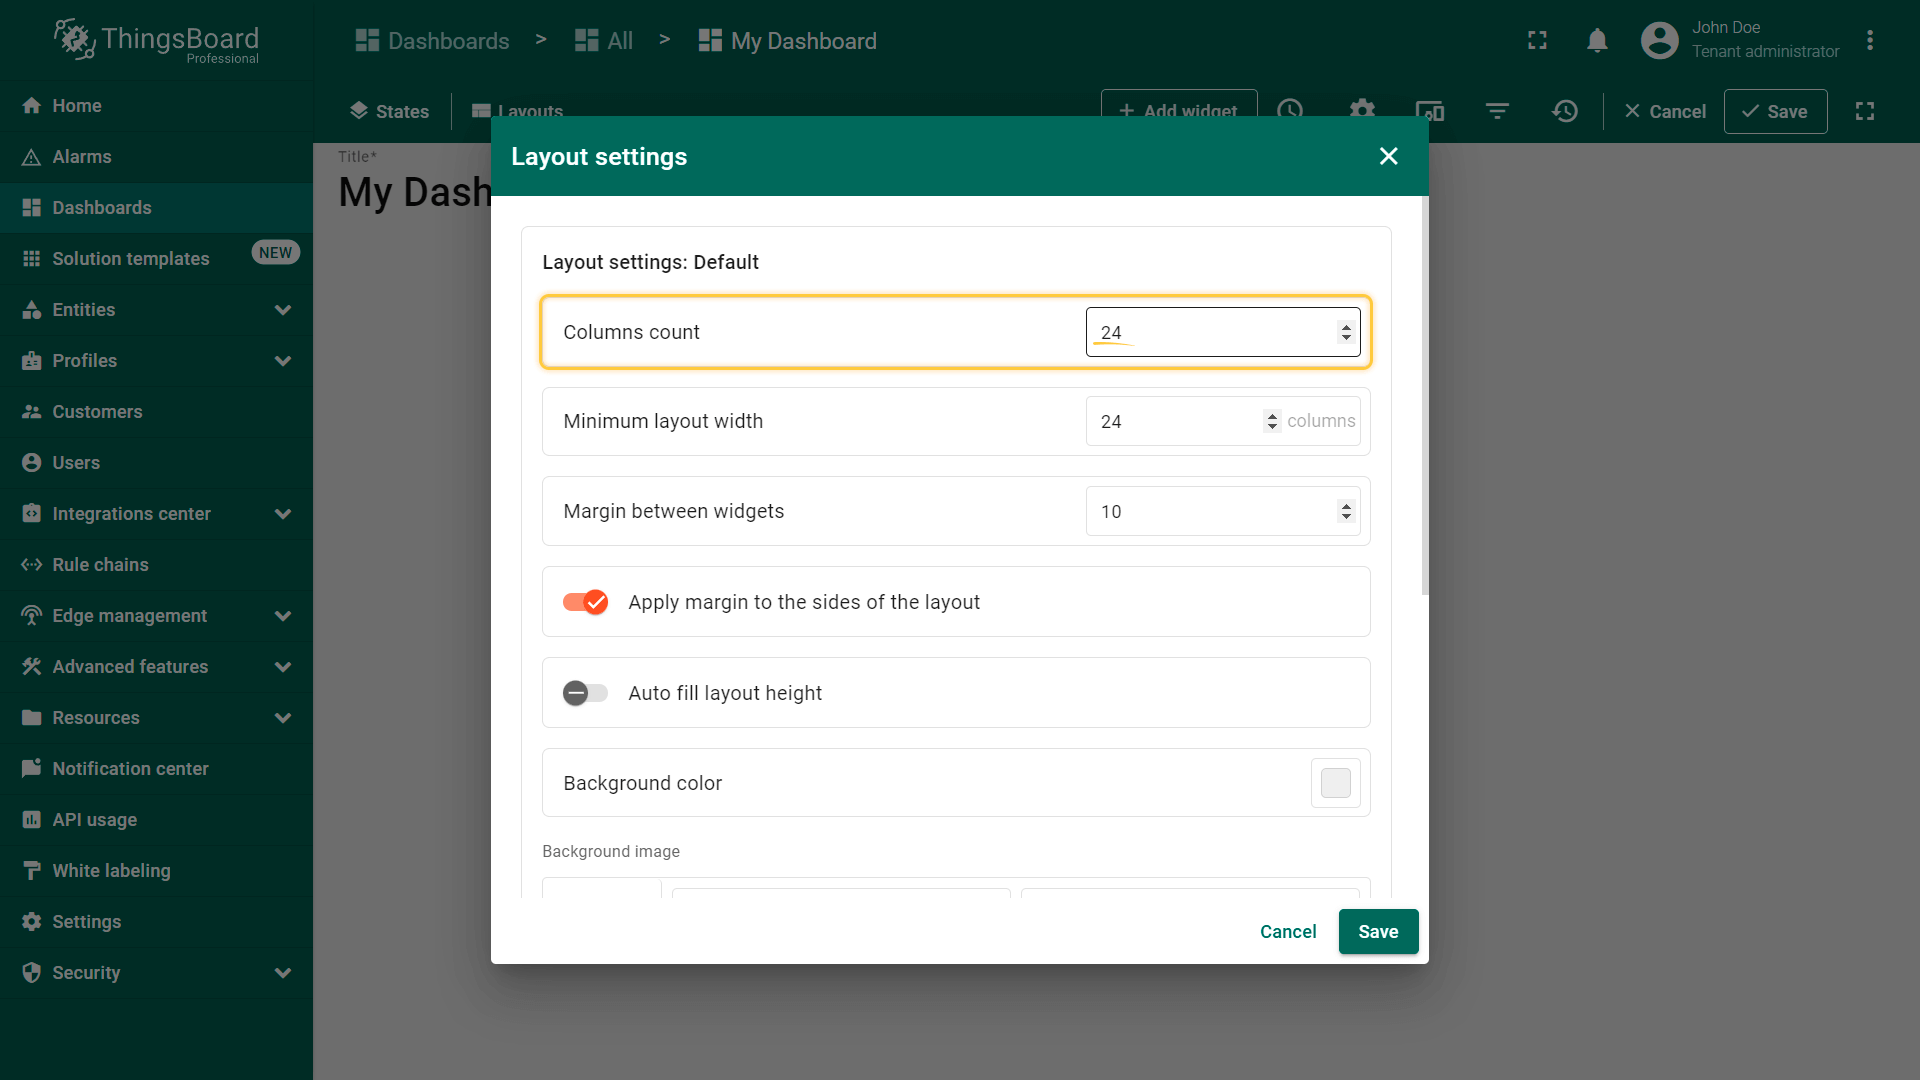 ThingsBoard
Professional
Dashboards > All > My Dashboard
John Doe
Tenant administrator
Home
Alarms
Dashboards
Solution templates NEW
Entities
Profiles
Customers
Users
Integrations center
Rule chains
Edge management
Advanced features
Resources
Notification center
API usage
White labeling
Settings
Security
States
Layouts
Add widget
Cancel
Save
Title*
My Dash
Layout settings
Layout settings: Default
Columns count 24
Minimum layout width 24 columns
Margin between widgets 10
Apply margin to the sides of the layout
Auto fill layout height
Background color
Background image
Cancel
Save